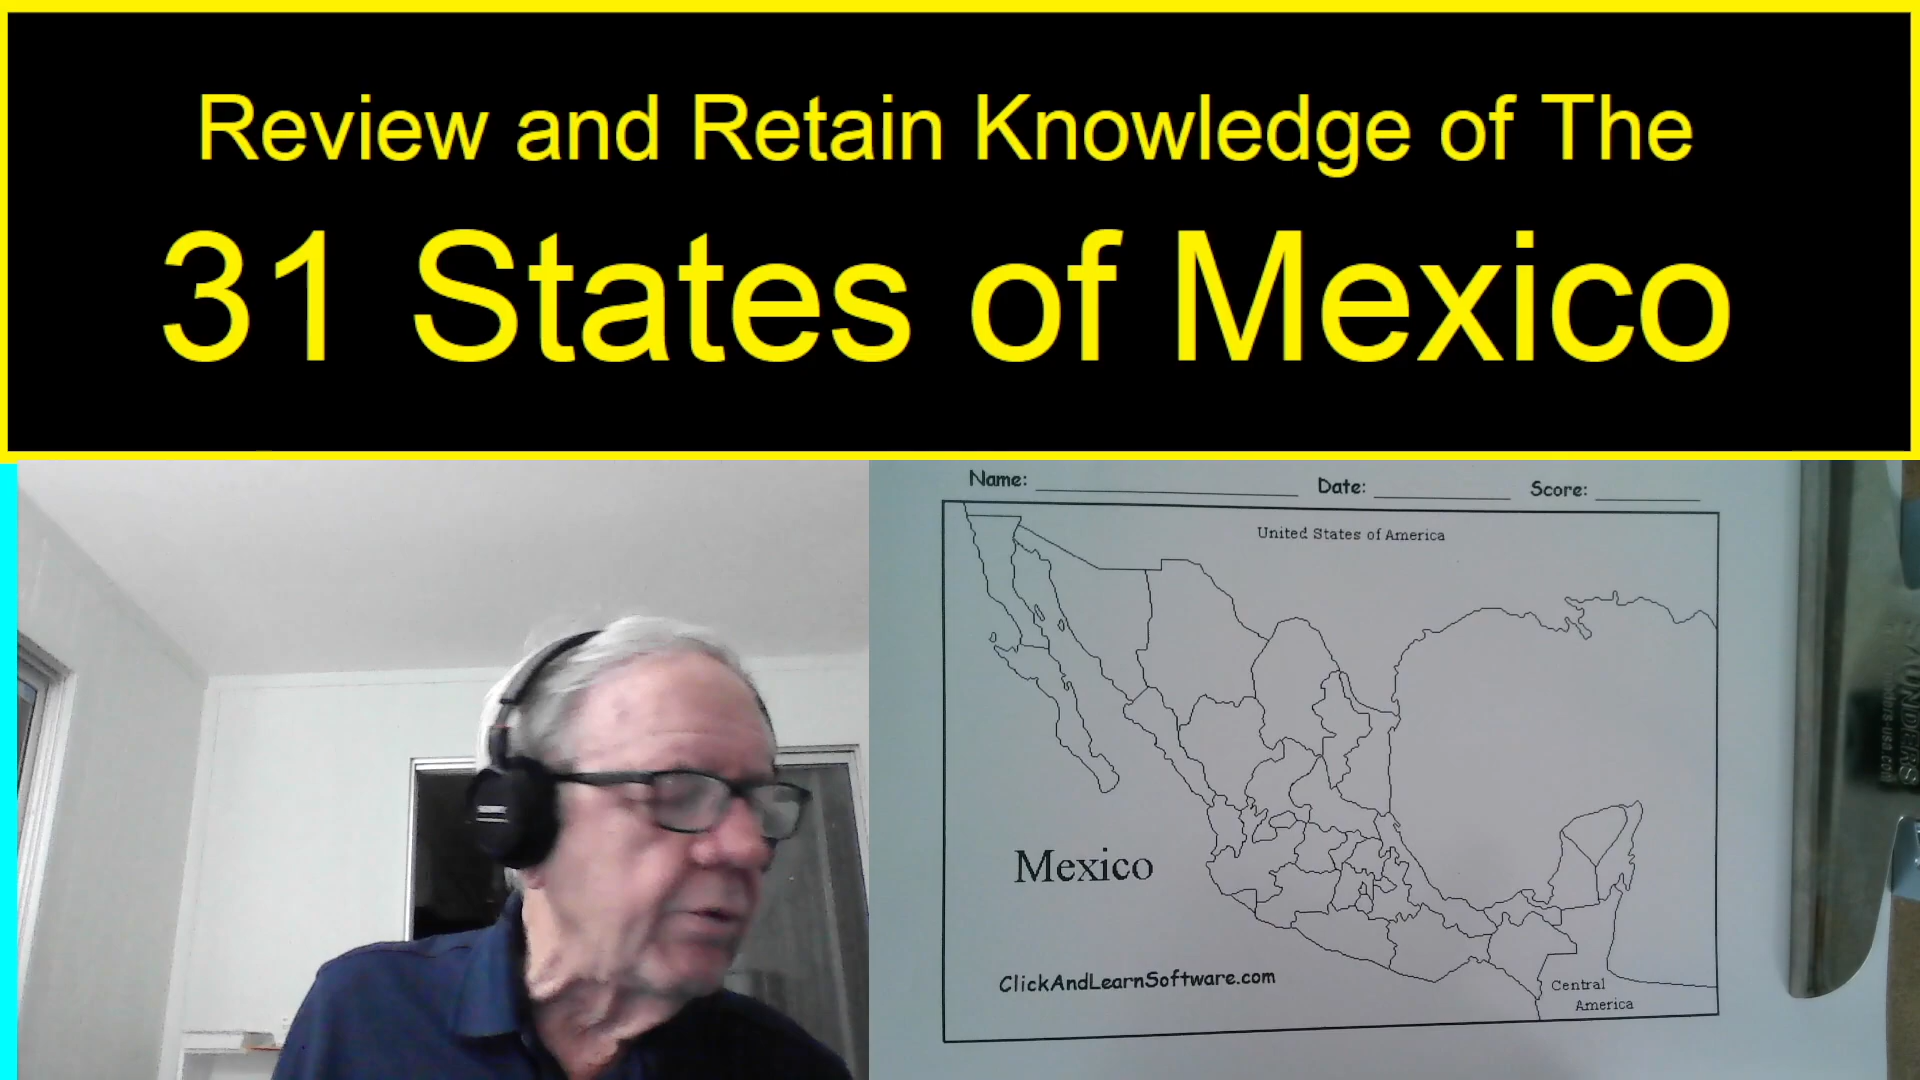 Review and Retain Knowledge of The
31 States of Mexico
Name: Date: Score:
United States of America
Mexico
ClickAndLearnSoftware.com
Central
America